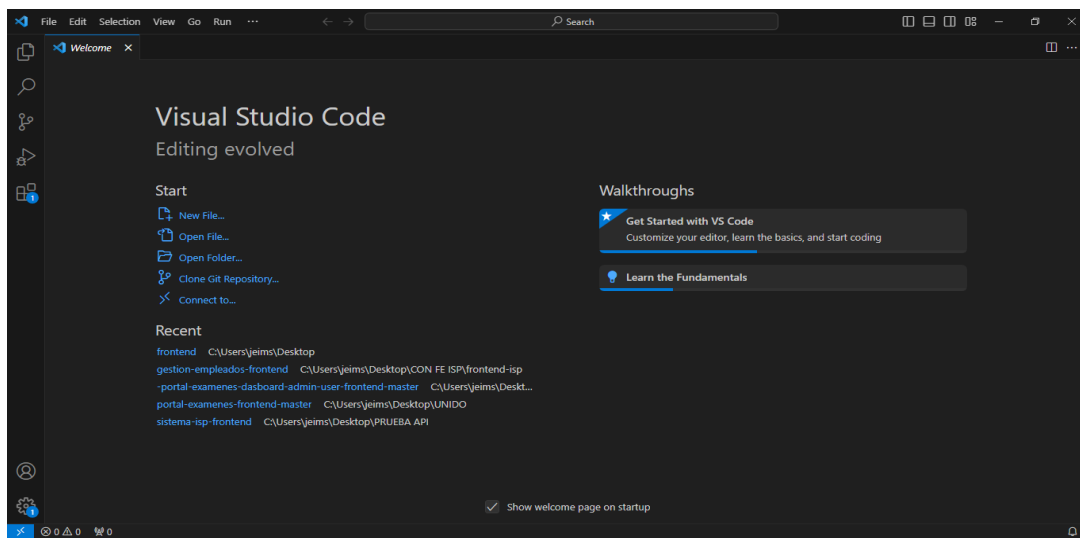 File Edit Selection View Go Run ··· Search
Welcome
Visual Studio Code
Editing evolved
Start
New File...
Open File...
Open Folder...
Clone Git Repository...
Connect to...
Recent
frontend C:\Users\jeims\Desktop
gestion-empleados-frontend C:\Users\jeims\Desktop\CON FE ISP\frontend-isp
-portal-examenes-dasboard-admin-user-frontend-master C:\Users\jeims\Deskt...
portal-examenes-frontend-master C:\Users\jeims\Desktop\UNIDO
sistema-isp-frontend C:\Users\jeims\Desktop\PRUEBA API
Walkthroughs
Get Started with VS Code
Customize your editor, learn the basics, and start coding
Learn the Fundamentals
1
1
Show welcome page on startup
0 0 0